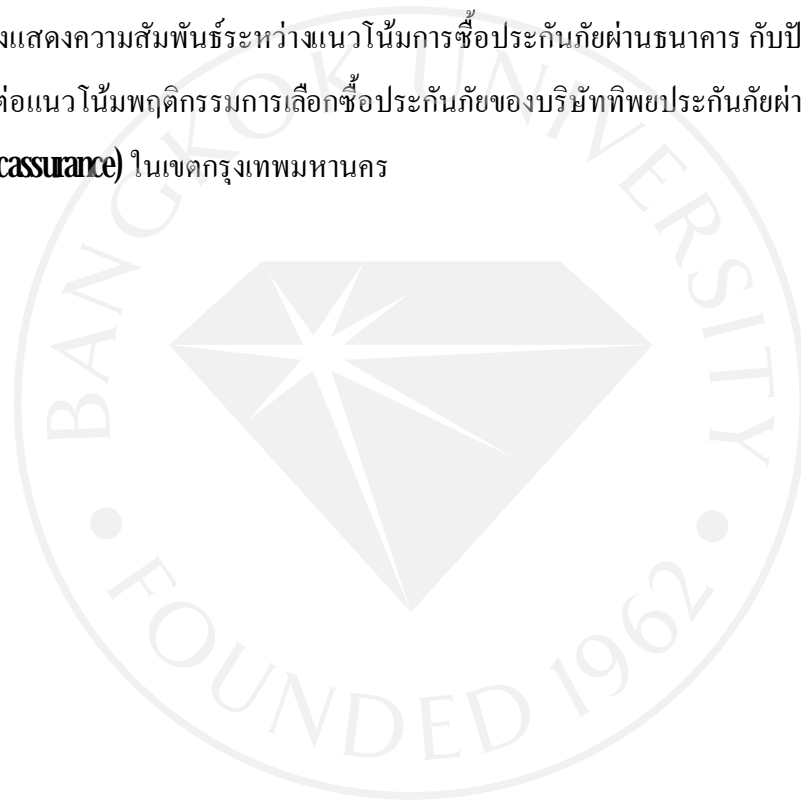 งแสดงความสัมพันธ์ระหว่างแนวโน้มการซื้อประกันภัยผ่านธนาคาร กับปั
ต่อแนวโน้มพฤติกรรมการเลือกซื้อประกันภัยของบริษัททิพยประกันภัยผ่า
cassurance) ในเขตกรุงเทพมหานคร
BANGKOK UNIVERSITY
• FOUNDED 1962 •